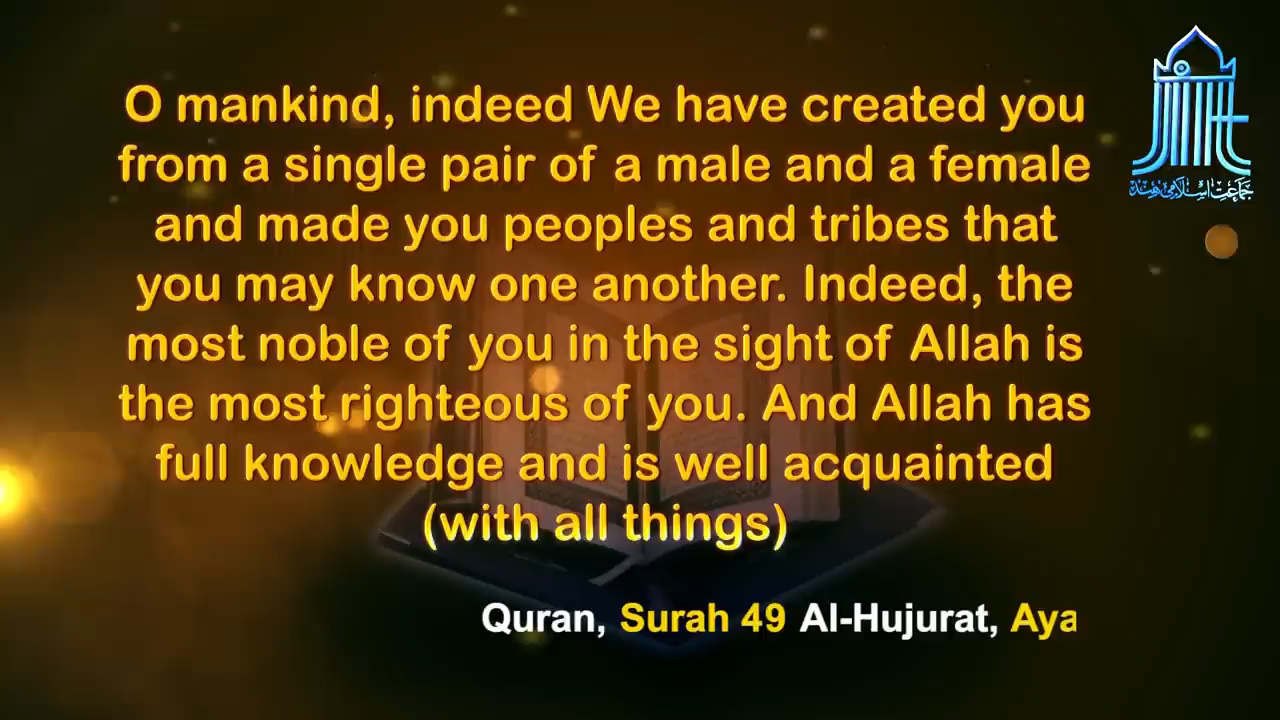 O mankind, indeed We have created you
from a single pair of a male and a female
and made you peoples and tribes that
you may know one another. Indeed, the
most noble of you in the sight of Allah is
the most righteous of you. And Allah has
full knowledge and is well acquainted
(with all things)
Quran, Surah 49 Al-Hujurat, Aya
جماعت اسلامی ہند